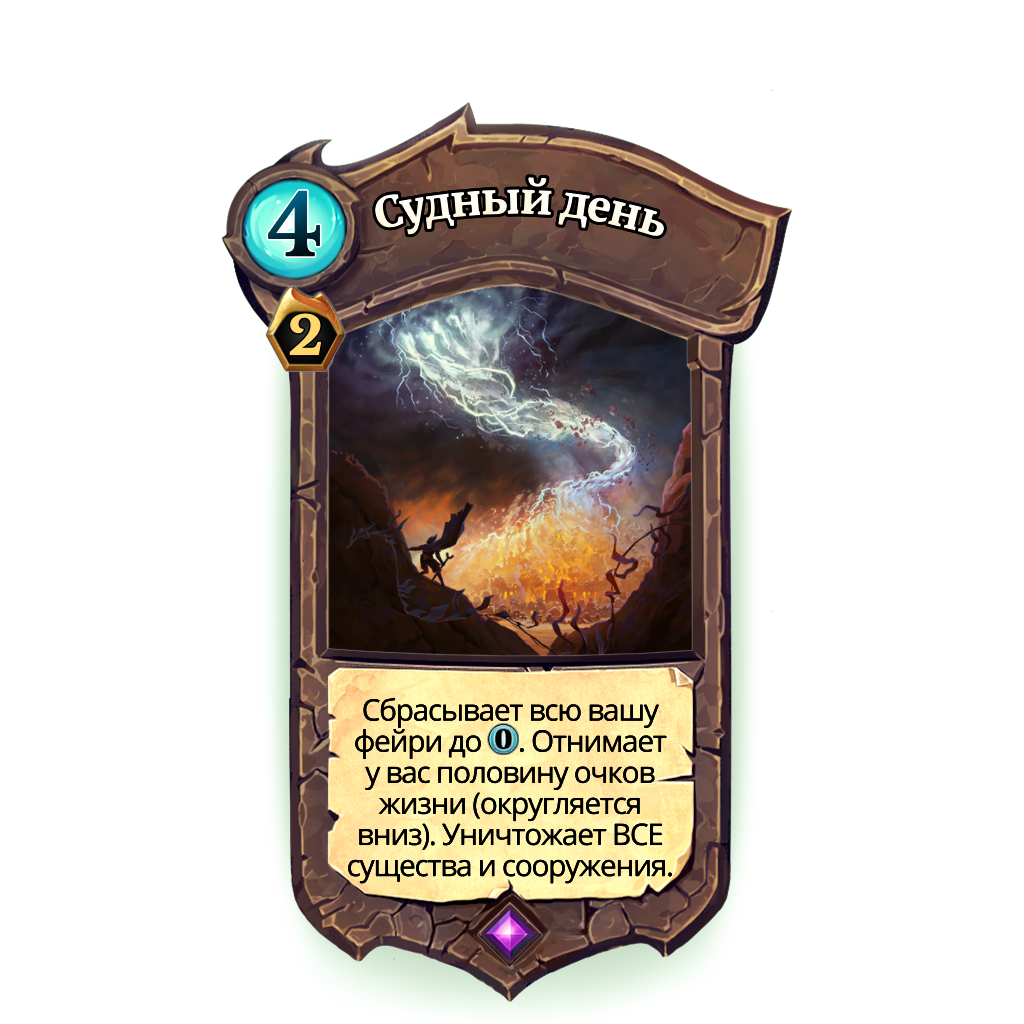 4
Судный день
2
Сбрасывает всю вашу
фейри до 0. Отнимает
у вас половину очков
жизни (округляется
вниз). Уничтожает ВСЕ
существа и сооружения.